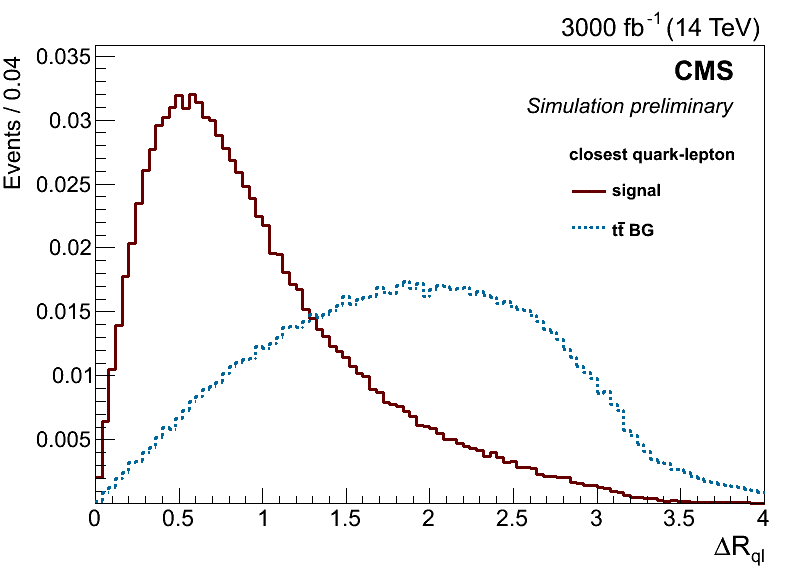 3000 fb⁻¹ (14 TeV)
Events / 0.04
0.035
0.03
0.025
0.02
0.015
0.01
0.005
CMS
Simulation preliminary
closest quark-lepton
signal
tt̄ BG
0 0.5 1 1.5 2 2.5 3 3.5 4
ΔR_ql